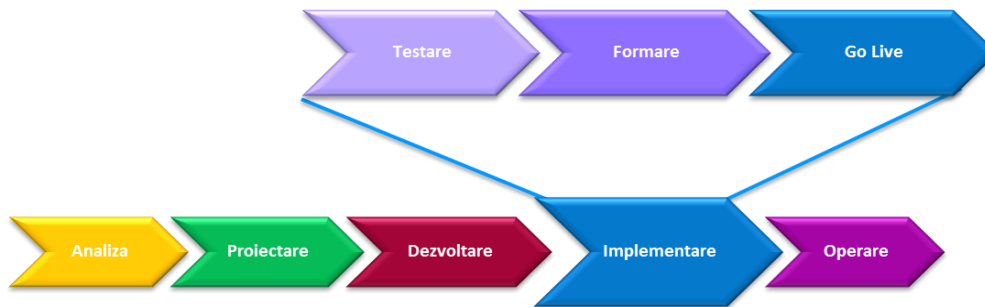 Testare
Formare
Go Live
Analiza
Proiectare
Dezvoltare
Implementare
Operare